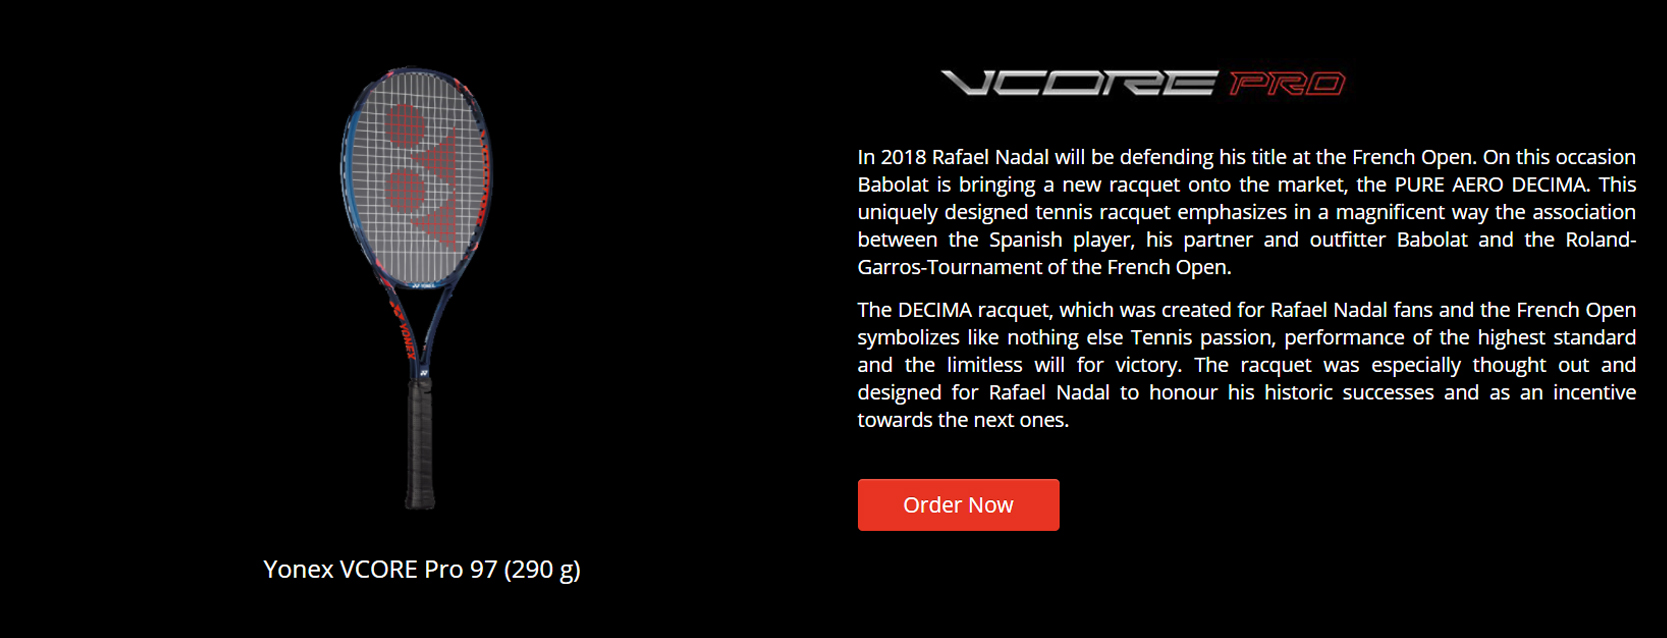 VCORE PRO
In 2018 Rafael Nadal will be defending his title at the French Open. On this occasion
Babolat is bringing a new racquet onto the market, the PURE AERO DECIMA. This
uniquely designed tennis racquet emphasizes in a magnificent way the association
between the Spanish player, his partner and outfitter Babolat and the Roland-
Garros-Tournament of the French Open.
The DECIMA racquet, which was created for Rafael Nadal fans and the French Open
symbolizes like nothing else Tennis passion, performance of the highest standard
and the limitless will for victory. The racquet was especially thought out and
designed for Rafael Nadal to honour his historic successes and as an incentive
towards the next ones.
Order Now
YONEX
YONEX
Yonex VCORE Pro 97 (290 g)